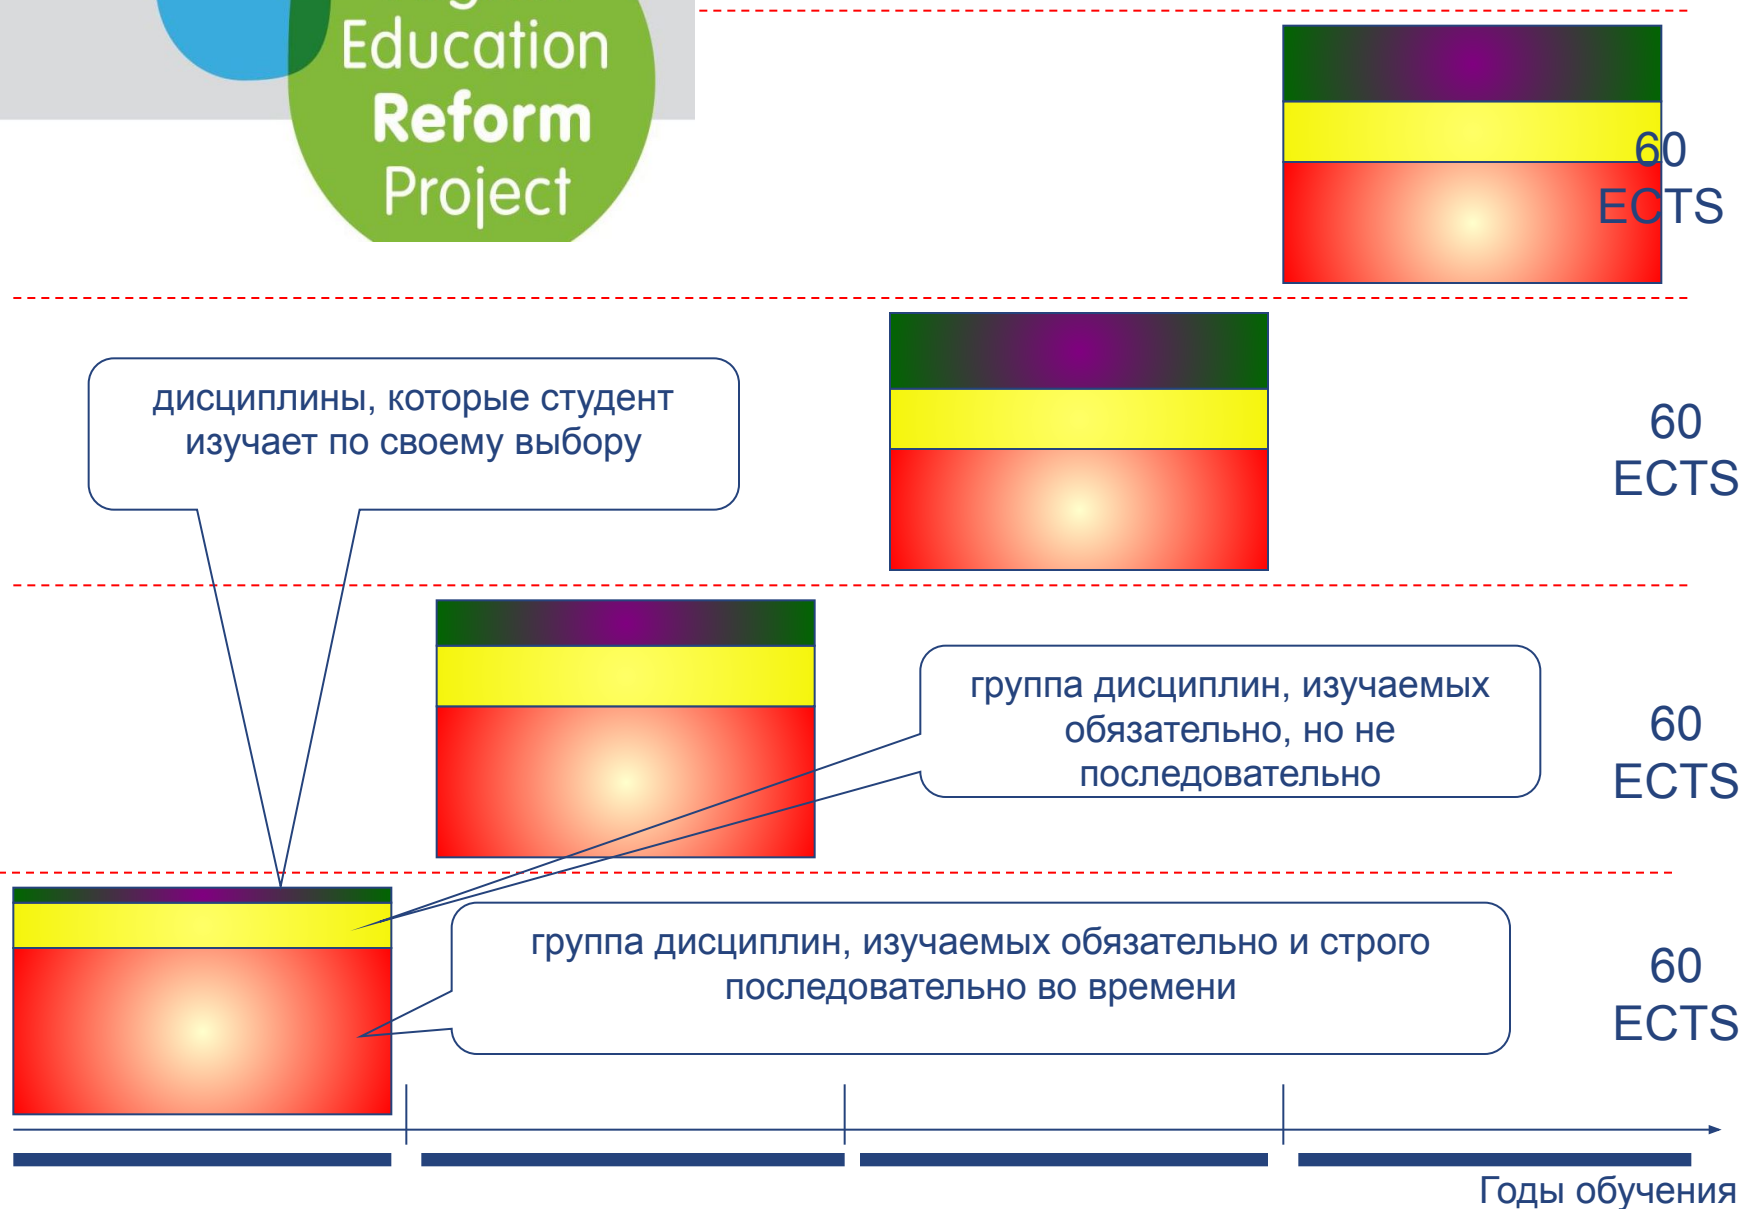 Education
Reform
Project
60
ECTS
дисциплины, которые студент
изучает по своему выбору
60
ECTS
группа дисциплин, изучаемых
обязательно, но не
последовательно
60
ECTS
группа дисциплин, изучаемых обязательно и строго
последовательно во времени
60
ECTS
Годы обучения